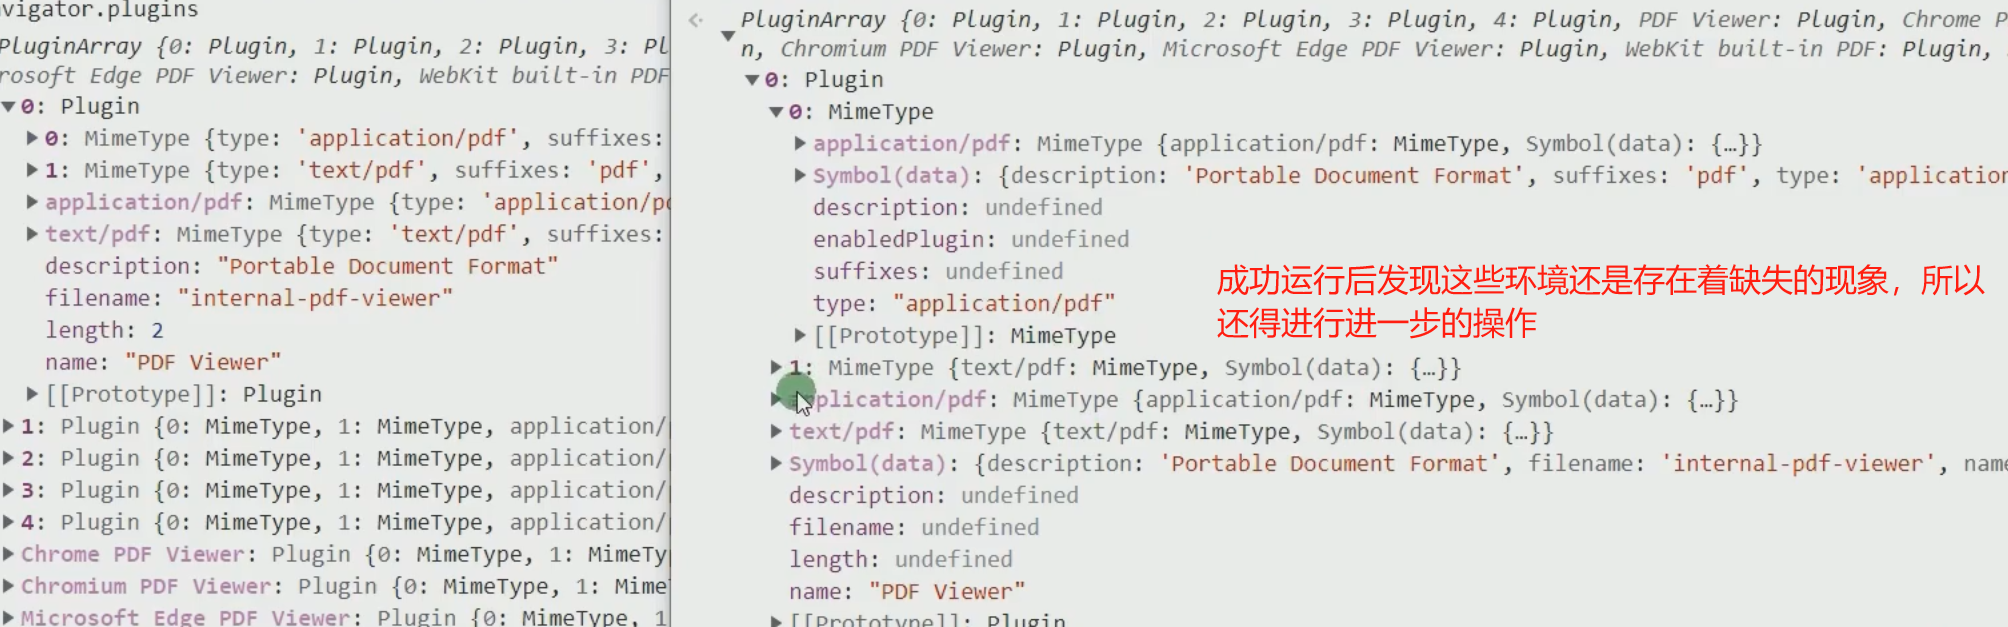 vigator.plugins
PluginArray {0: Plugin, 1: Plugin, 2: Plugin, 3: Pl
rosoft Edge PDF Viewer: Plugin, WebKit built-in PDF
▼0: Plugin
▶0: MimeType {type: 'application/pdf', suffixes:
▶1: MimeType {type: 'text/pdf', suffixes: 'pdf',
▶application/pdf: MimeType {type: 'application/pd
▶text/pdf: MimeType {type: 'text/pdf', suffixes:
description: "Portable Document Format"
filename: "internal-pdf-viewer"
length: 2
name: "PDF Viewer"
▶[[Prototype]]: Plugin
▶1: Plugin {0: MimeType, 1: MimeType, application/
▶2: Plugin {0: MimeType, 1: MimeType, application/
▶3: Plugin {0: MimeType, 1: MimeType, application/
▶4: Plugin {0: MimeType, 1: MimeType, application/
▶Chrome PDF Viewer: Plugin {0: MimeType, 1: MimeTy
▶Chromium PDF Viewer: Plugin {0: MimeType, 1: Mime
▶Microsoft Edge PDF Viewer: Plugin {0: MimeType, 1
PluginArray {0: Plugin, 1: Plugin, 2: Plugin, 3: Plugin, 4: Plugin, PDF Viewer: Plugin, Chrome P
▼n, Chromium PDF Viewer: Plugin, Microsoft Edge PDF Viewer: Plugin, WebKit built-in PDF: Plugin,
▼0: Plugin
▼0: MimeType
▶application/pdf: MimeType {application/pdf: MimeType, Symbol(data): {…}}
▶Symbol(data): {description: 'Portable Document Format', suffixes: 'pdf', type: 'application
description: undefined
enabledPlugin: undefined
suffixes: undefined
type: "application/pdf"
▶[[Prototype]]: MimeType
▶1: MimeType {text/pdf: MimeType, Symbol(data): {…}}
▶application/pdf: MimeType {application/pdf: MimeType, Symbol(data): {…}}
▶text/pdf: MimeType {text/pdf: MimeType, Symbol(data): {…}}
▶Symbol(data): {description: 'Portable Document Format', filename: 'internal-pdf-viewer', name
description: undefined
filename: undefined
length: undefined
name: "PDF Viewer"
▶[[Prototype]]: Plugin
成功运行后发现这些环境还是存在着缺失的现象，所以
还得进行进一步的操作